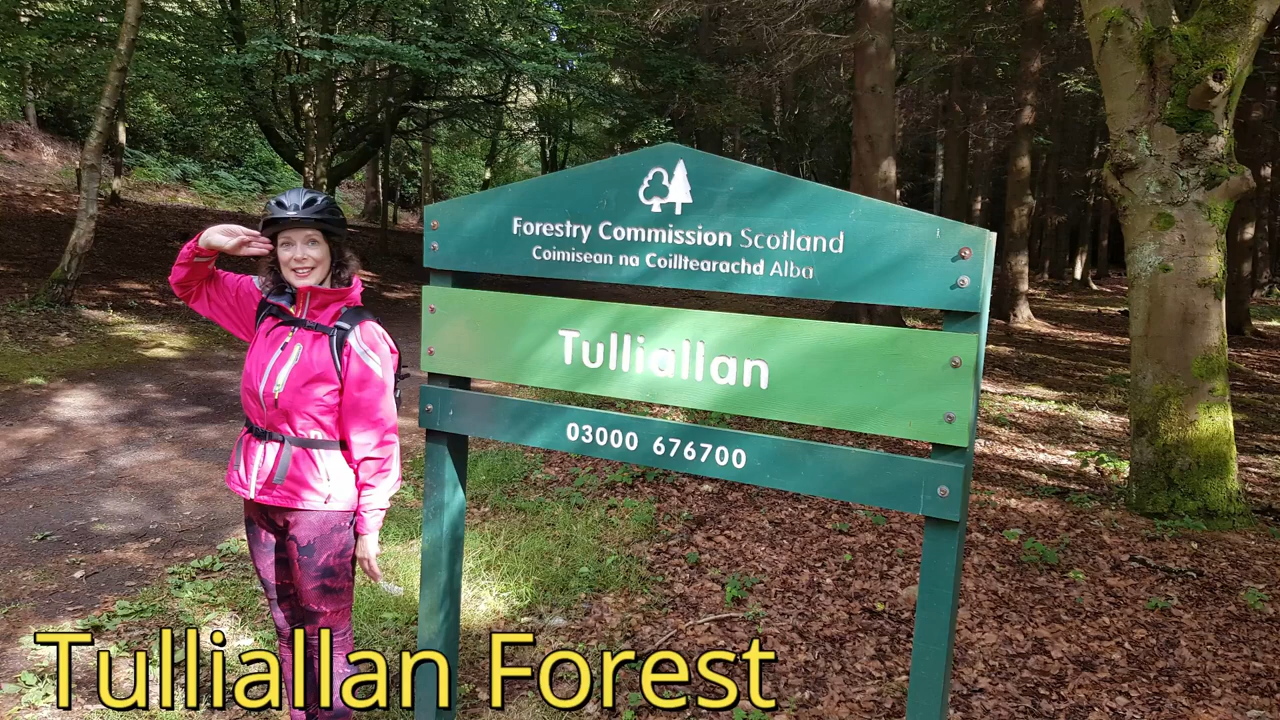 Forestry Commission Scotland
Coimisean na Coilltearachd Alba
Tulliallan
03000 676700
Tulliallan Forest